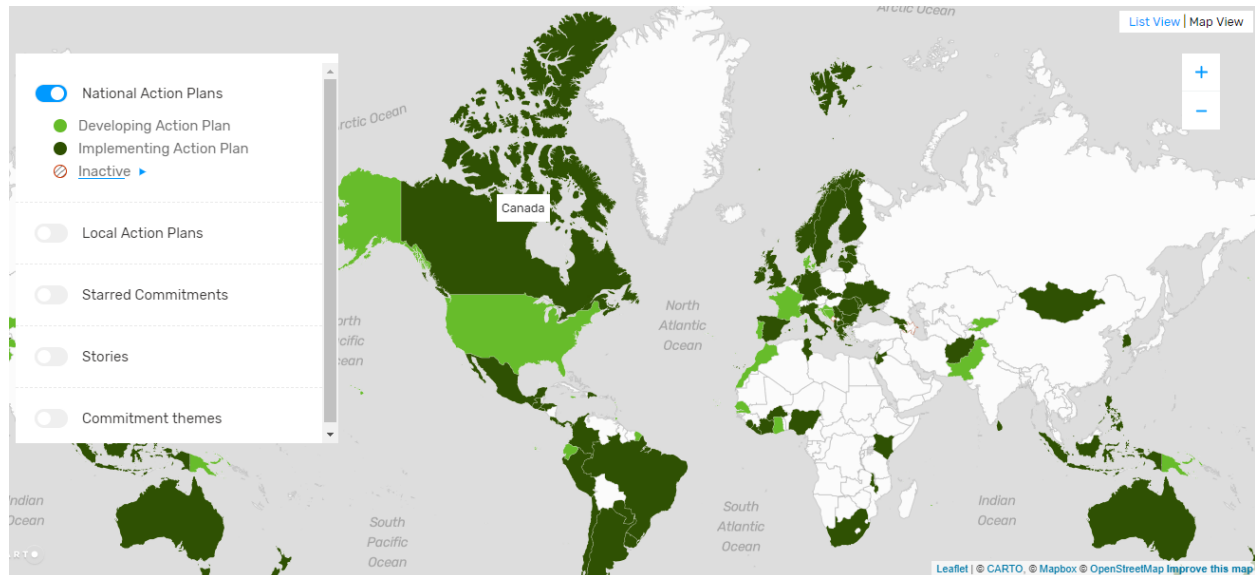 Arctic Ocean
List View | Map View
National Action Plans
Developing Action Plan
Implementing Action Plan
Inactive
Local Action Plans
Starred Commitments
Stories
Commitment themes
Arctic Ocean
Canada
North
Atlantic
Ocean
South
Pacific
Ocean
South
Atlantic
Ocean
Indian
Ocean
Leaflet | © CARTO, © Mapbox © OpenStreetMap Improve this map